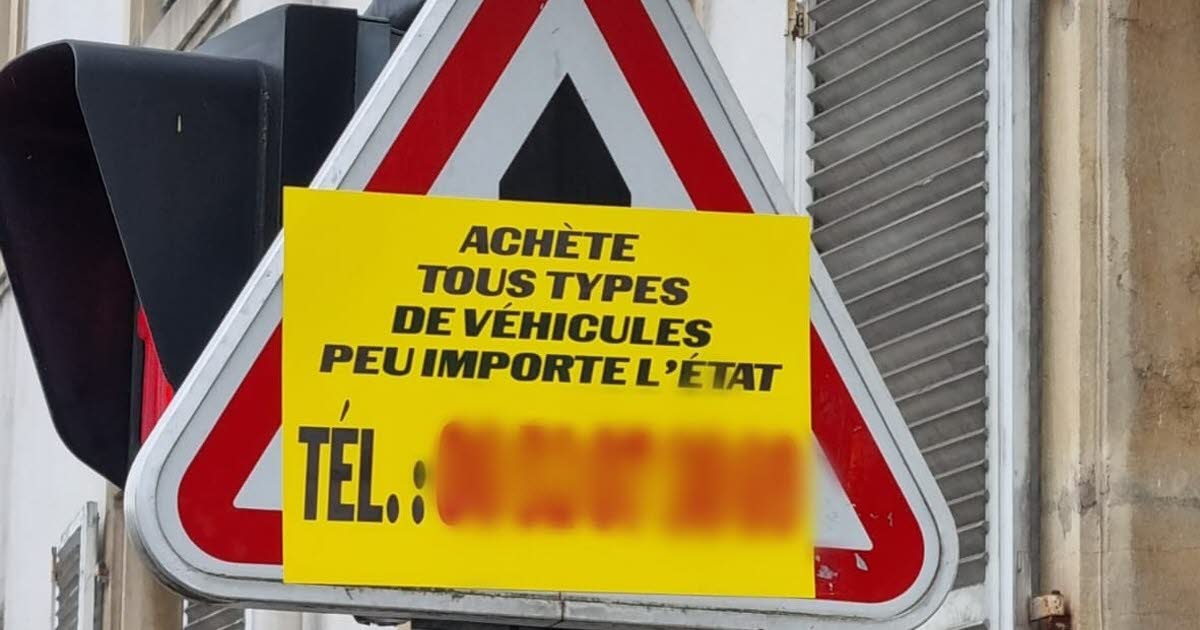 ACHÈTE
TOUS TYPES
DE VÉHICULES
PEU IMPORTE L'ÉTAT
TÉL. :